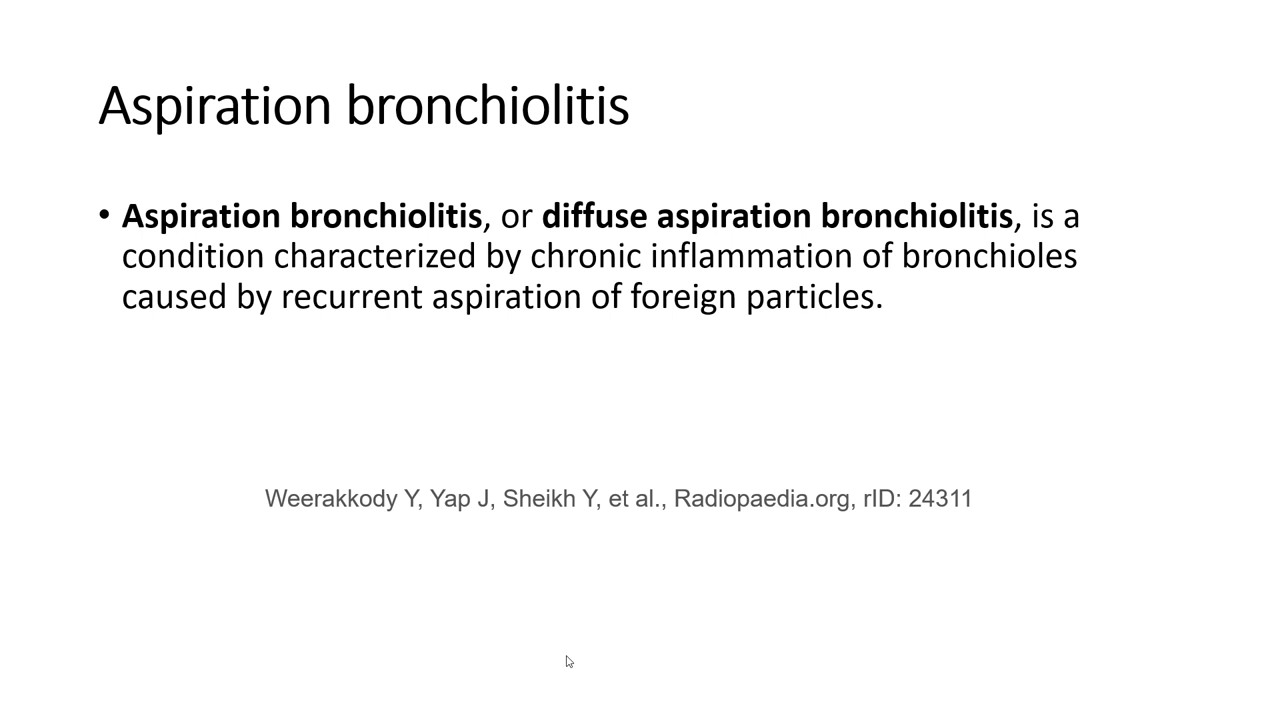 Aspiration bronchiolitis
• Aspiration bronchiolitis, or diffuse aspiration bronchiolitis, is a
condition characterized by chronic inflammation of bronchioles
caused by recurrent aspiration of foreign particles.
Weerakkody Y, Yap J, Sheikh Y, et al., Radiopaedia.org, rID: 24311